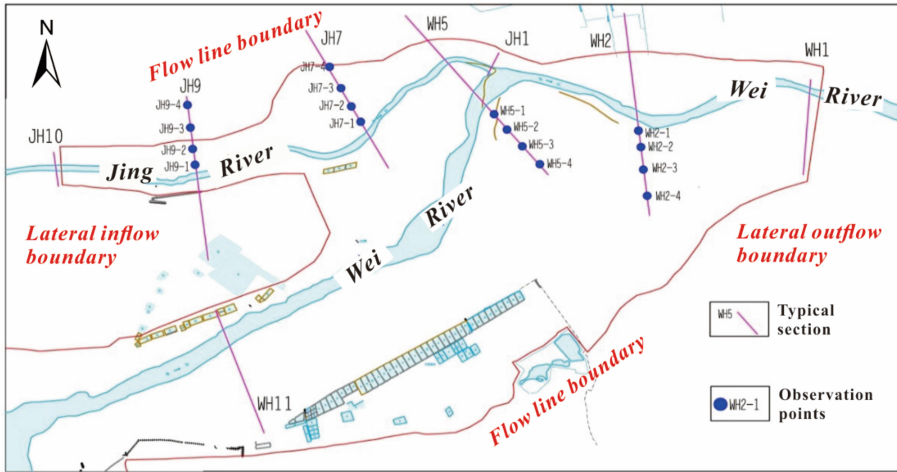 N
Flow line boundary
JH7
WH5
JH1
WH2
WH1
JH9
JH10
JH9-4
JH9-3
JH9-2
JH9-1
JH7-4
JH7-3
JH7-2
JH7-1
WH5-1
WH5-2
WH5-3
WH5-4
WH2-1
WH2-2
WH2-3
WH2-4
Wei River
Jing River
Wei River
Lateral inflow
boundary
Lateral outflow
boundary
WH11
Flow line boundary
WH5
Typical
section
WH2-1
Observation
points